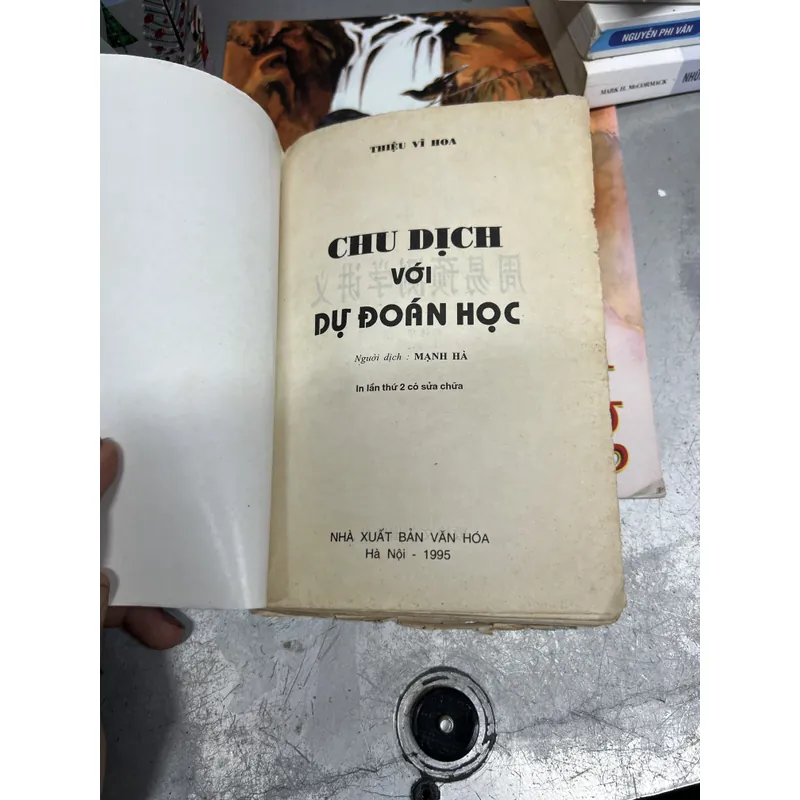 NGUYỄN PHI VÂN
MARK H. McCORMACK
THIỆU VĨ HOA
CHU DỊCH
VỚI
DỰ ĐOÁN HỌC
Người dịch : MẠNH HÀ
In lần thứ 2 có sửa chữa
NHÀ XUẤT BẢN VĂN HÓA
Hà Nội - 1995